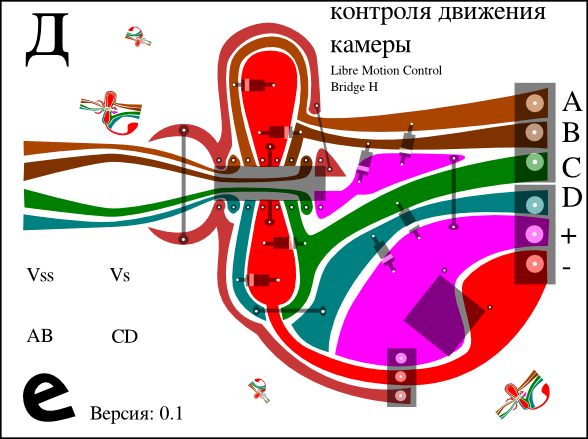 Д
контроля движения
камеры
Libre Motion Control
Bridge H
A
B
C
D
+
-
Vss Vs
AB CD
е Версия: 0.1